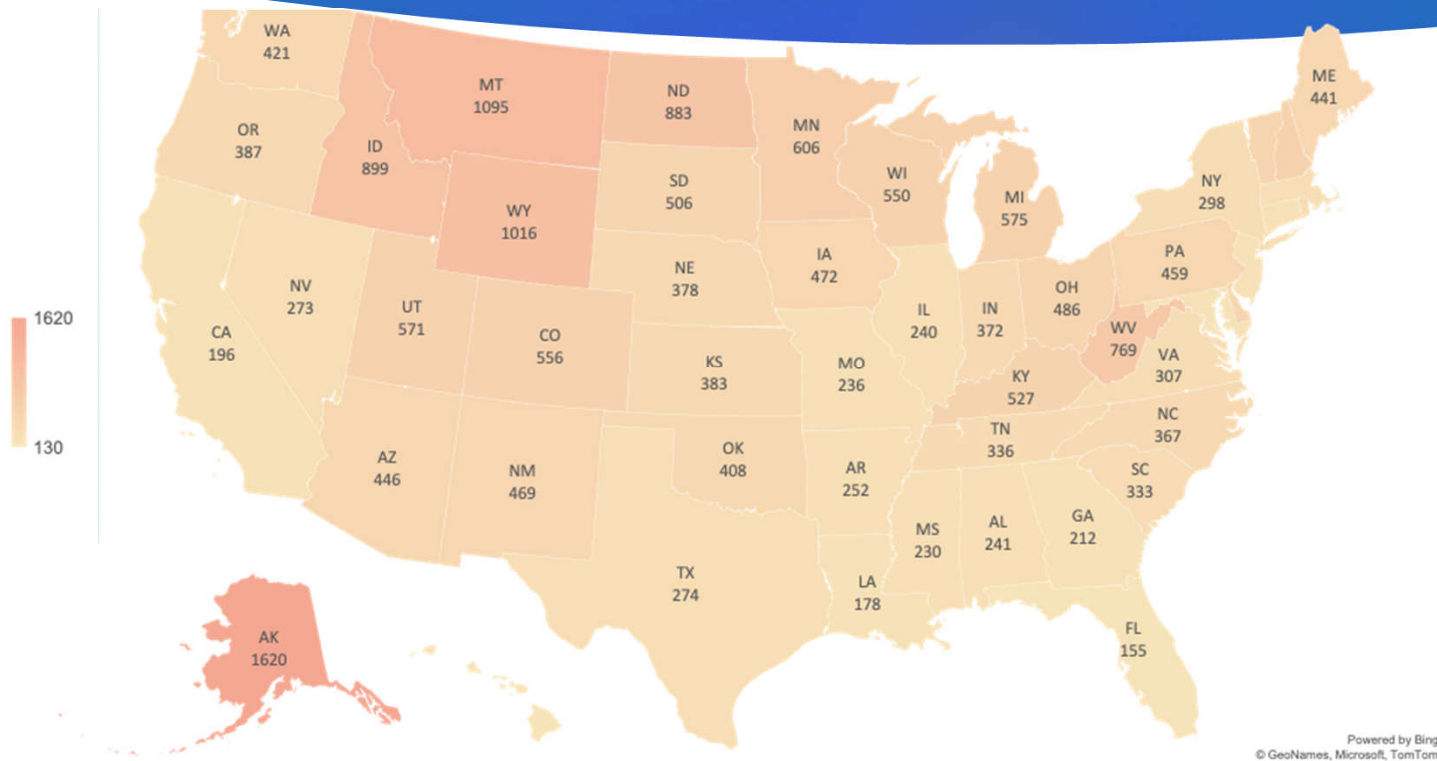 WA
421
OR
387
CA
196
NV
273
ID
899
MT
1095
WY
1016
UT
571
AZ
446
CO
556
NM
469
ND
883
SD
506
NE
378
KS
383
OK
408
TX
274
MN
606
IA
472
MO
236
AR
252
LA
178
WI
550
IL
240
MI
575
IN
372
OH
486
KY
527
TN
336
MS
230
AL
241
GA
212
FL
155
SC
333
NC
367
VA
307
WV
769
PA
459
NY
298
ME
441
AK
1620
1620
130
Powered by Bing
© GeoNames, Microsoft, TomTom